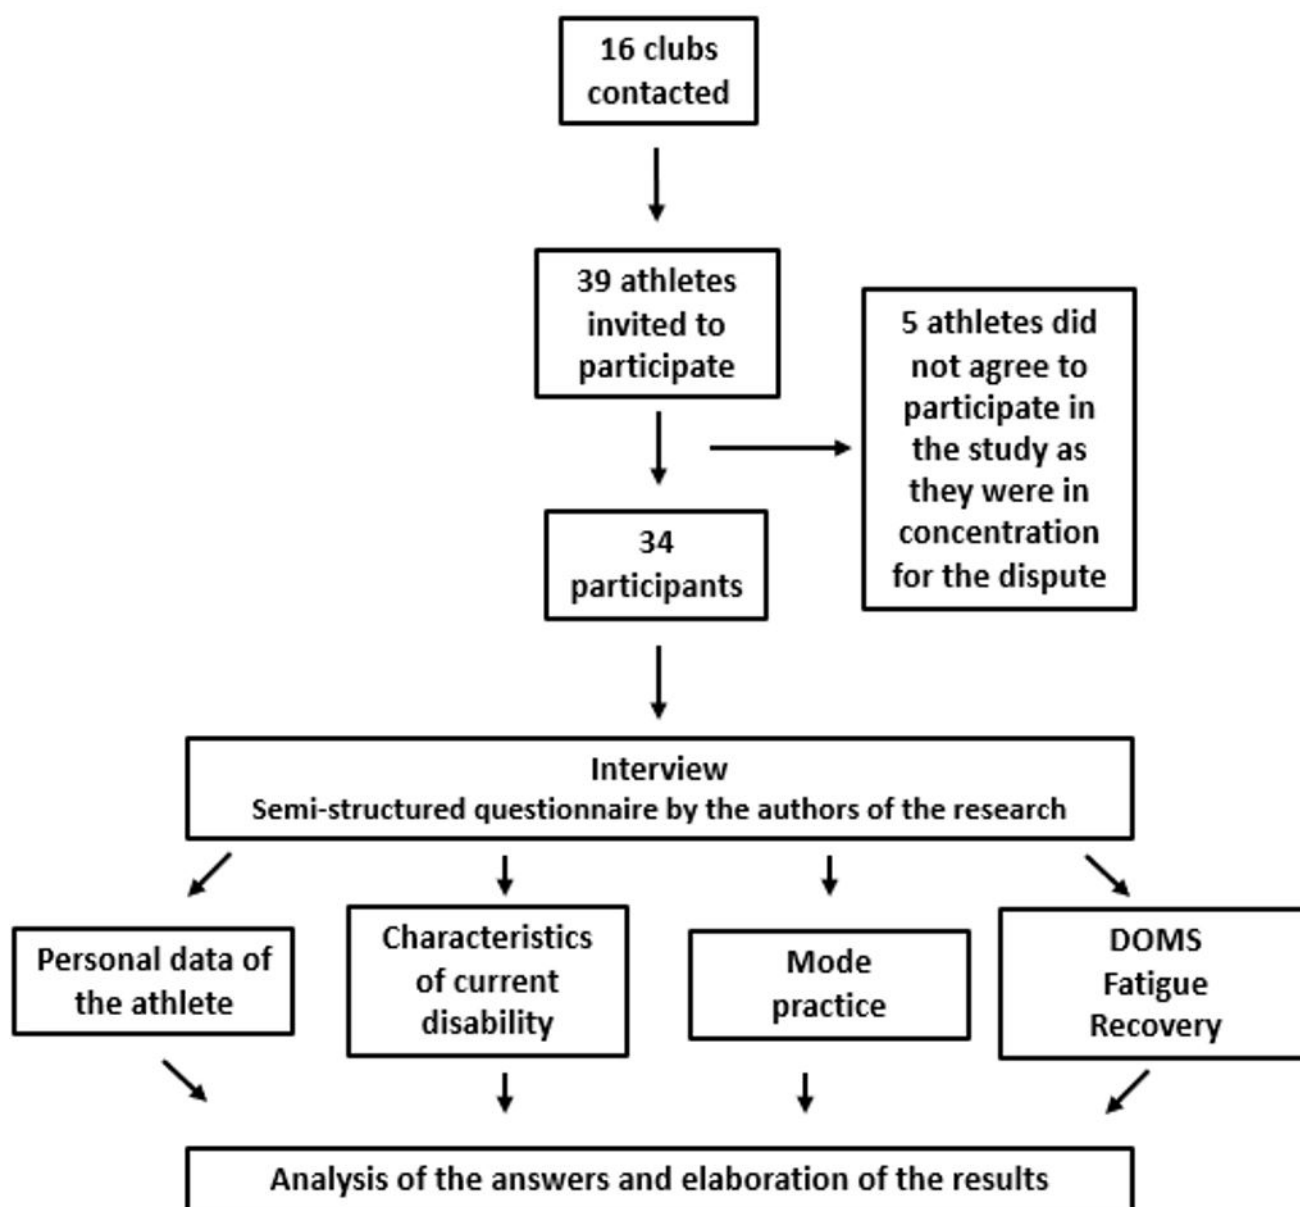 16 clubs
contacted
39 athletes
invited to
participate
5 athletes did
not agree to
participate in
the study as
they were in
concentration
for the dispute
34
participants
Interview
Semi-structured questionnaire by the authors of the research
Personal data of
the athlete
Characteristics
of current
disability
Mode
practice
DOMS
Fatigue
Recovery
Analysis of the answers and elaboration of the results